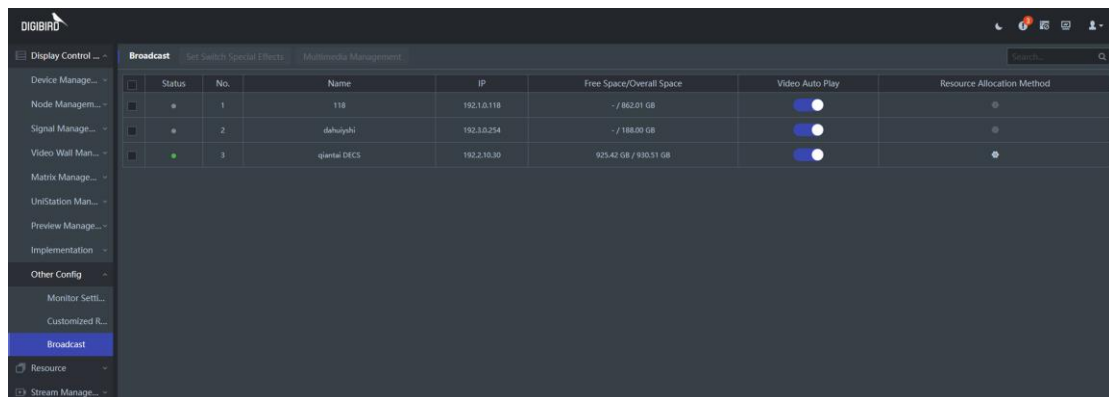 DIGIBIRD
3
Display Control ...
Broadcast Set Switch Special Effects Multimedia Management
Search...
Device Manage...
Status No. Name IP Free Space/Overall Space Video Auto Play Resource Allocation Method
Node Managem...
1 118 192.1.0.118 - / 862.01 GB
Signal Manage...
2 dahuiyshi 192.3.0.254 - / 188.00 GB
Video Wall Man...
3 qiantai DECS 192.2.10.30 925.42 GB / 930.51 GB
Matrix Manage...
UniStation Man...
Preview Manage...
Implementation
Other Config
Monitor Setti...
Customized R...
Broadcast
Resource
Stream Manage...